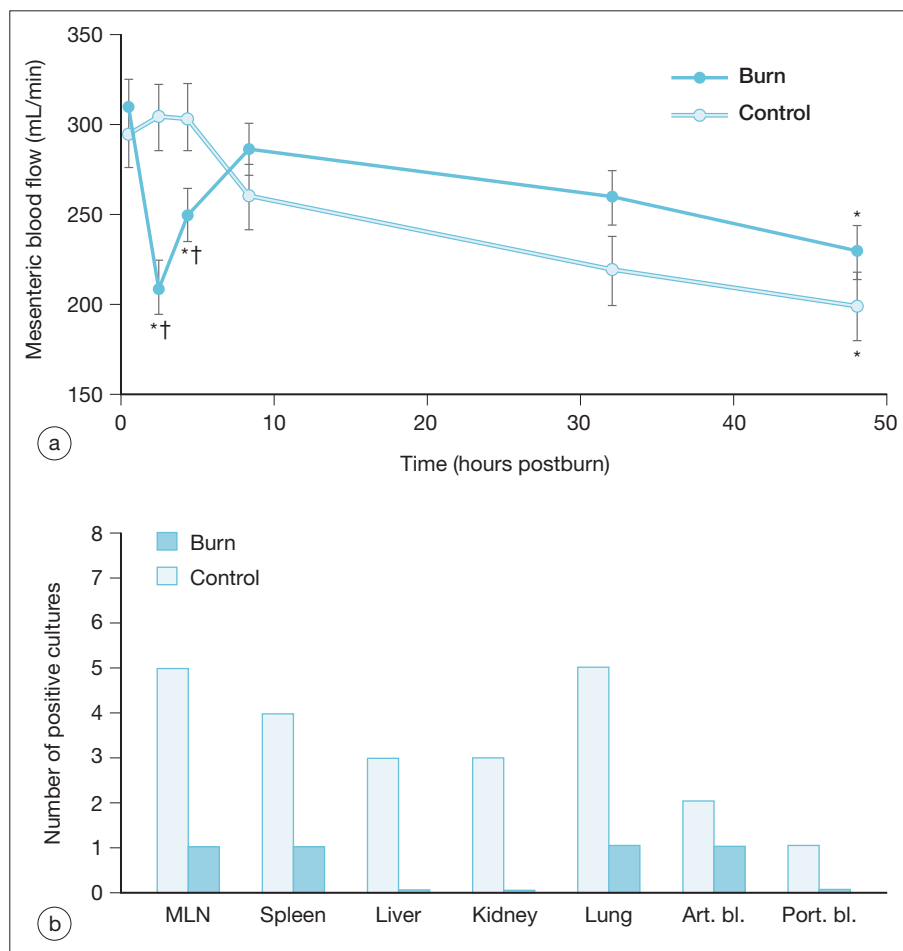 350
300
250
200
150
Mesenteric blood flow (mL/min)
Burn
Control
*†
*†
*
*
0
10
20
30
40
50
Time (hours postburn)
a
8
7
6
5
4
3
2
1
0
Number of positive cultures
Burn
Control
MLN
Spleen
Liver
Kidney
Lung
Art. bl.
Port. bl.
b